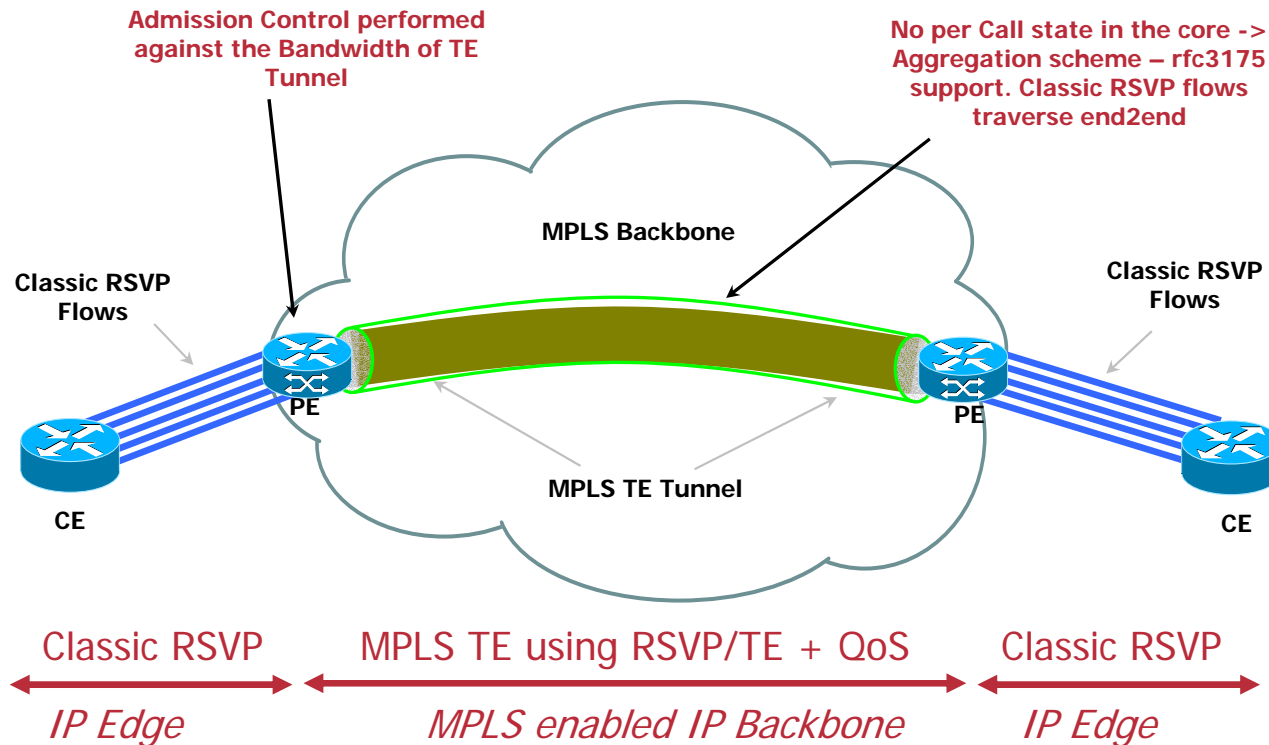 Admission Control performed
against the Bandwidth of TE
Tunnel
No per Call state in the core ->
Aggregation scheme – rfc3175
support. Classic RSVP flows
traverse end2end
MPLS Backbone
Classic RSVP
Flows
Classic RSVP
Flows
PE
PE
MPLS TE Tunnel
CE
CE
Classic RSVP
MPLS TE using RSVP/TE + QoS
Classic RSVP
IP Edge
MPLS enabled IP Backbone
IP Edge